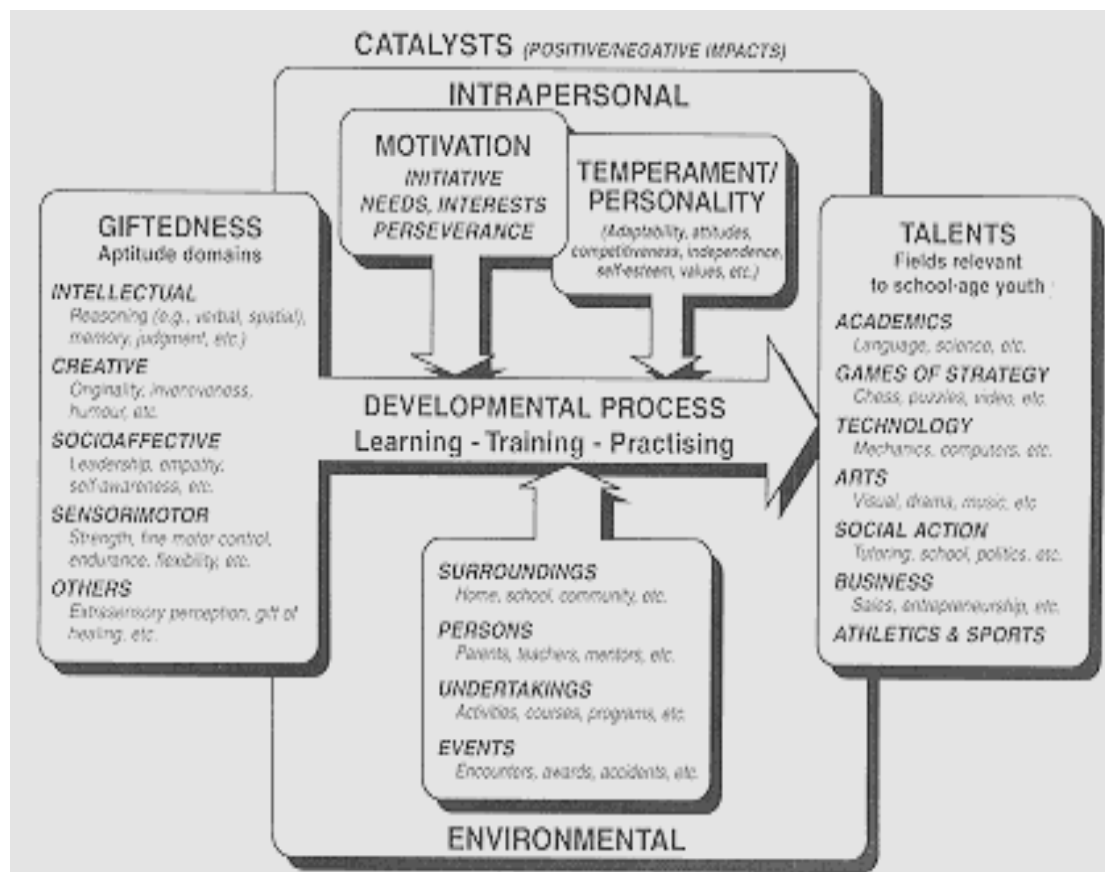 CATALYSTS (POSITIVE/NEGATIVE IMPACTS)
INTRAPERSONAL
MOTIVATION
INITIATIVE
NEEDS, INTERESTS
PERSEVERANCE
TEMPERAMENT/
PERSONALITY
(Adaptability, attitudes,
competitiveness, independence,
self-esteem, values, etc.)
GIFTEDNESS
Aptitude domains
INTELLECTUAL
Reasoning (e.g., verbal, spatial),
memory, judgment, etc.)
CREATIVE
Originality, inventiveness,
humour, etc.
SOCIOAFFECTIVE
Leadership, empathy,
self-awareness, etc.
SENSORIMOTOR
Strength, fine motor control,
endurance, flexibility, etc.
OTHERS
Extrasensory perception, gift of
healing, etc.
DEVELOPMENTAL PROCESS
Learning - Training - Practising
SURROUNDINGS
Home, school, community, etc.
PERSONS
Parents, teachers, mentors, etc.
UNDERTAKINGS
Activities, courses, programs, etc.
EVENTS
Encounters, awards, accidents, etc.
ENVIRONMENTAL
TALENTS
Fields relevant
to school-age youth
ACADEMICS
Language, science, etc.
GAMES OF STRATEGY
Chess, puzzles, video, etc.
TECHNOLOGY
Mechanics, computers, etc.
ARTS
Visual, drama, music, etc
SOCIAL ACTION
Tutoring, school, politics, etc.
BUSINESS
Sales, entrepreneurship, etc.
ATHLETICS & SPORTS